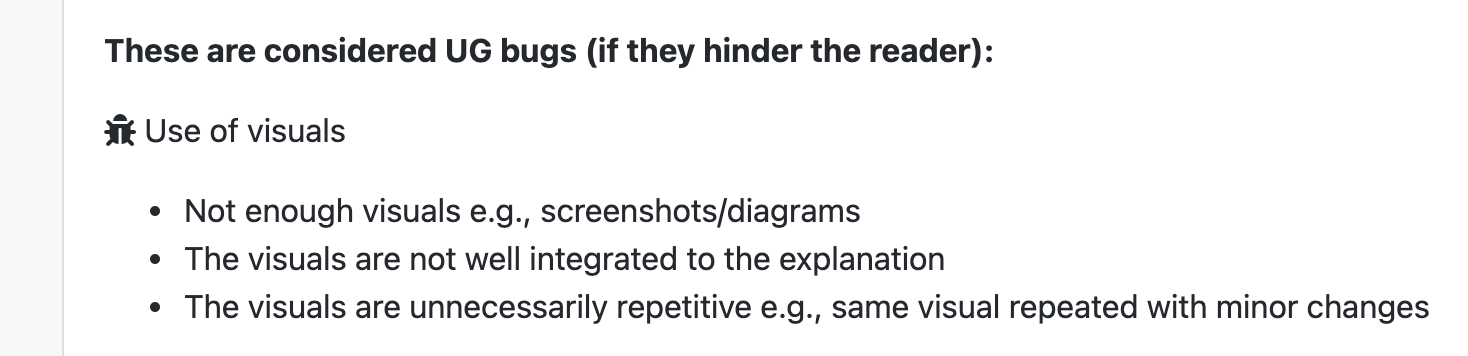 These are considered UG bugs (if they hinder the reader):
Use of visuals
• Not enough visuals e.g., screenshots/diagrams
• The visuals are not well integrated to the explanation
• The visuals are unnecessarily repetitive e.g., same visual repeated with minor changes